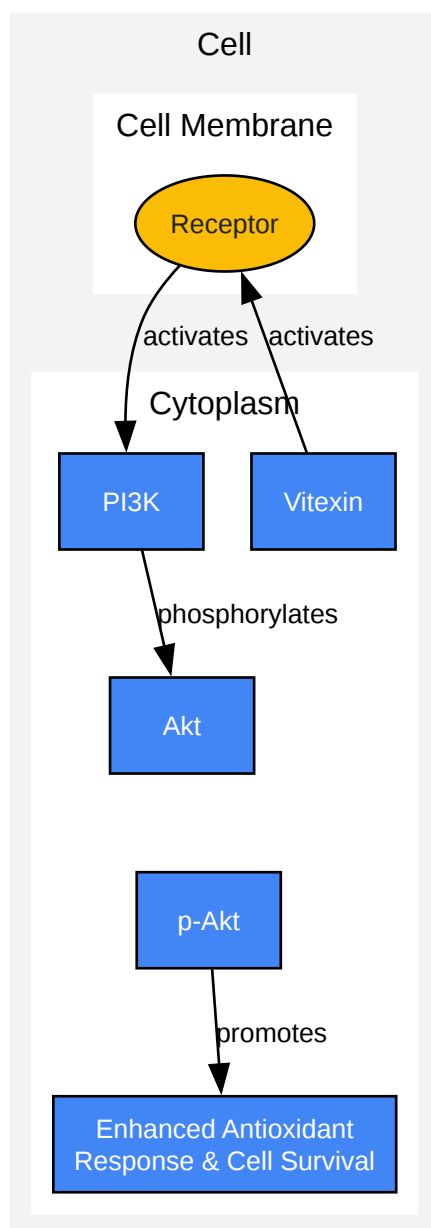 Cell
Cell Membrane
Receptor
activates
activates
Cytoplasm
PI3K
Vitexin
phosphorylates
Akt
p-Akt
promotes
Enhanced Antioxidant
Response & Cell Survival